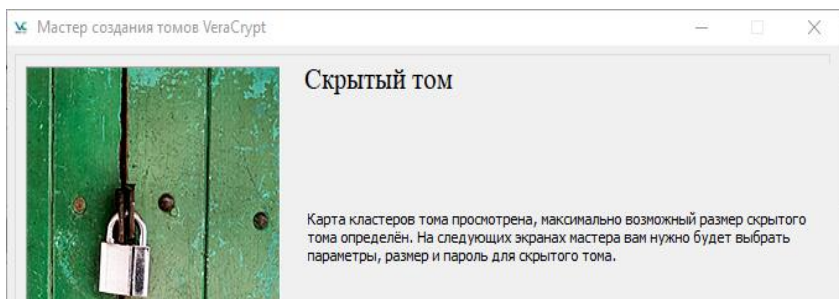 Мастер создания томов VeraCrypt
Скрытый том
Карта кластеров тома просмотрена, максимально возможный размер скрытого
тома определён. На следующих экранах мастера вам нужно будет выбрать
параметры, размер и пароль для скрытого тома.